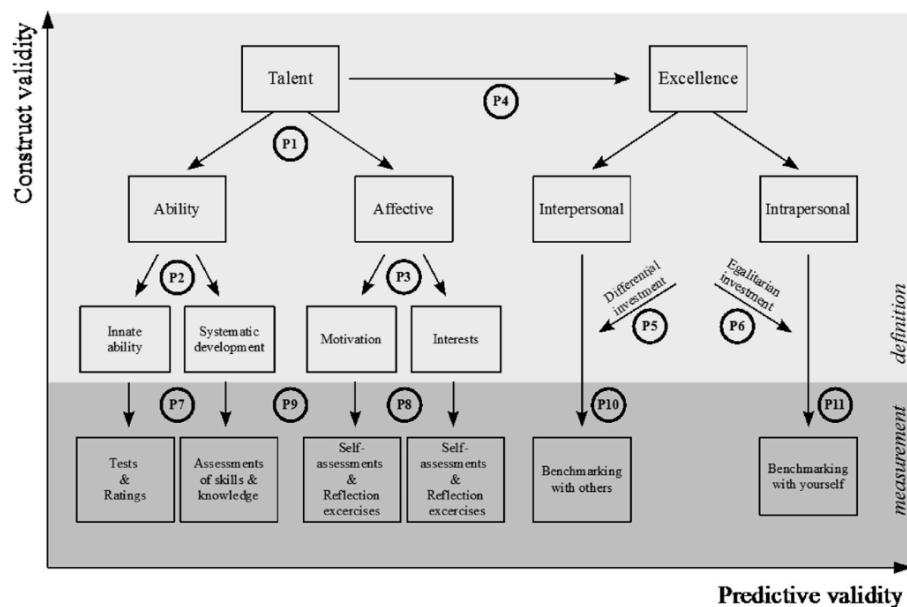 Construct validity
Talent
Excellence
P4
P1
Ability
Affective
Interpersonal
Intrapersonal
P2
P3
Differential
investment
P5
Egalitarian
investment
P6
Innate
ability
Systematic
development
Motivation
Interests
definition
P7
P9
P8
P10
P11
Tests
&
Ratings
Assessments
of skills &
knowledge
Self-
assessments
&
Reflection
excercises
Self-
assessments
&
Reflection
excercises
Benchmarking
with others
Benchmarking
with yourself
measurement
Predictive validity